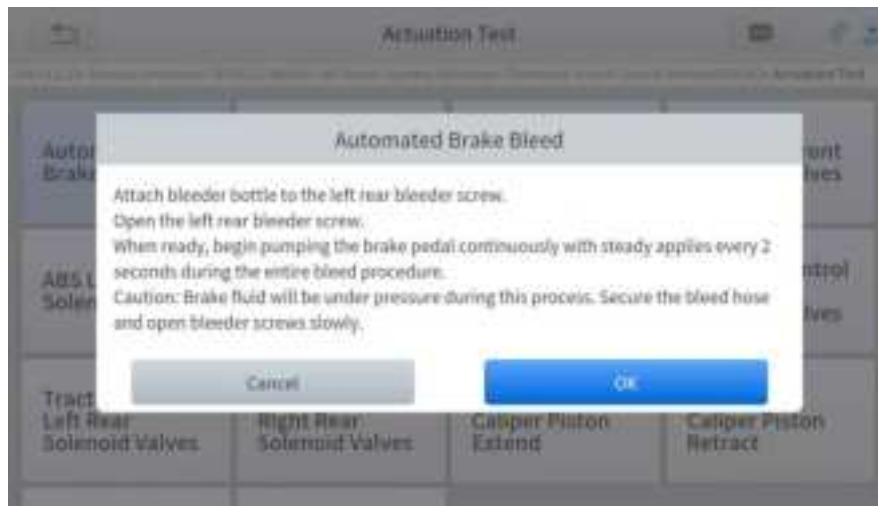 Actuation Test
Actuation Test
Automated Brake Bleed
Attach bleeder bottle to the left rear bleeder screw.
Open the left rear bleeder screw.
When ready, begin pumping the brake pedal continuously with steady applies every 2
seconds during the entire bleed procedure.
Caution: Brake fluid will be under pressure during this process. Secure the bleed hose
and open bleeder screws slowly.
Cancel
OK
Left Rear
Solenoid Valves
Right Rear
Solenoid Valves
Caliper Piston
Extend
Caliper Piston
Retract